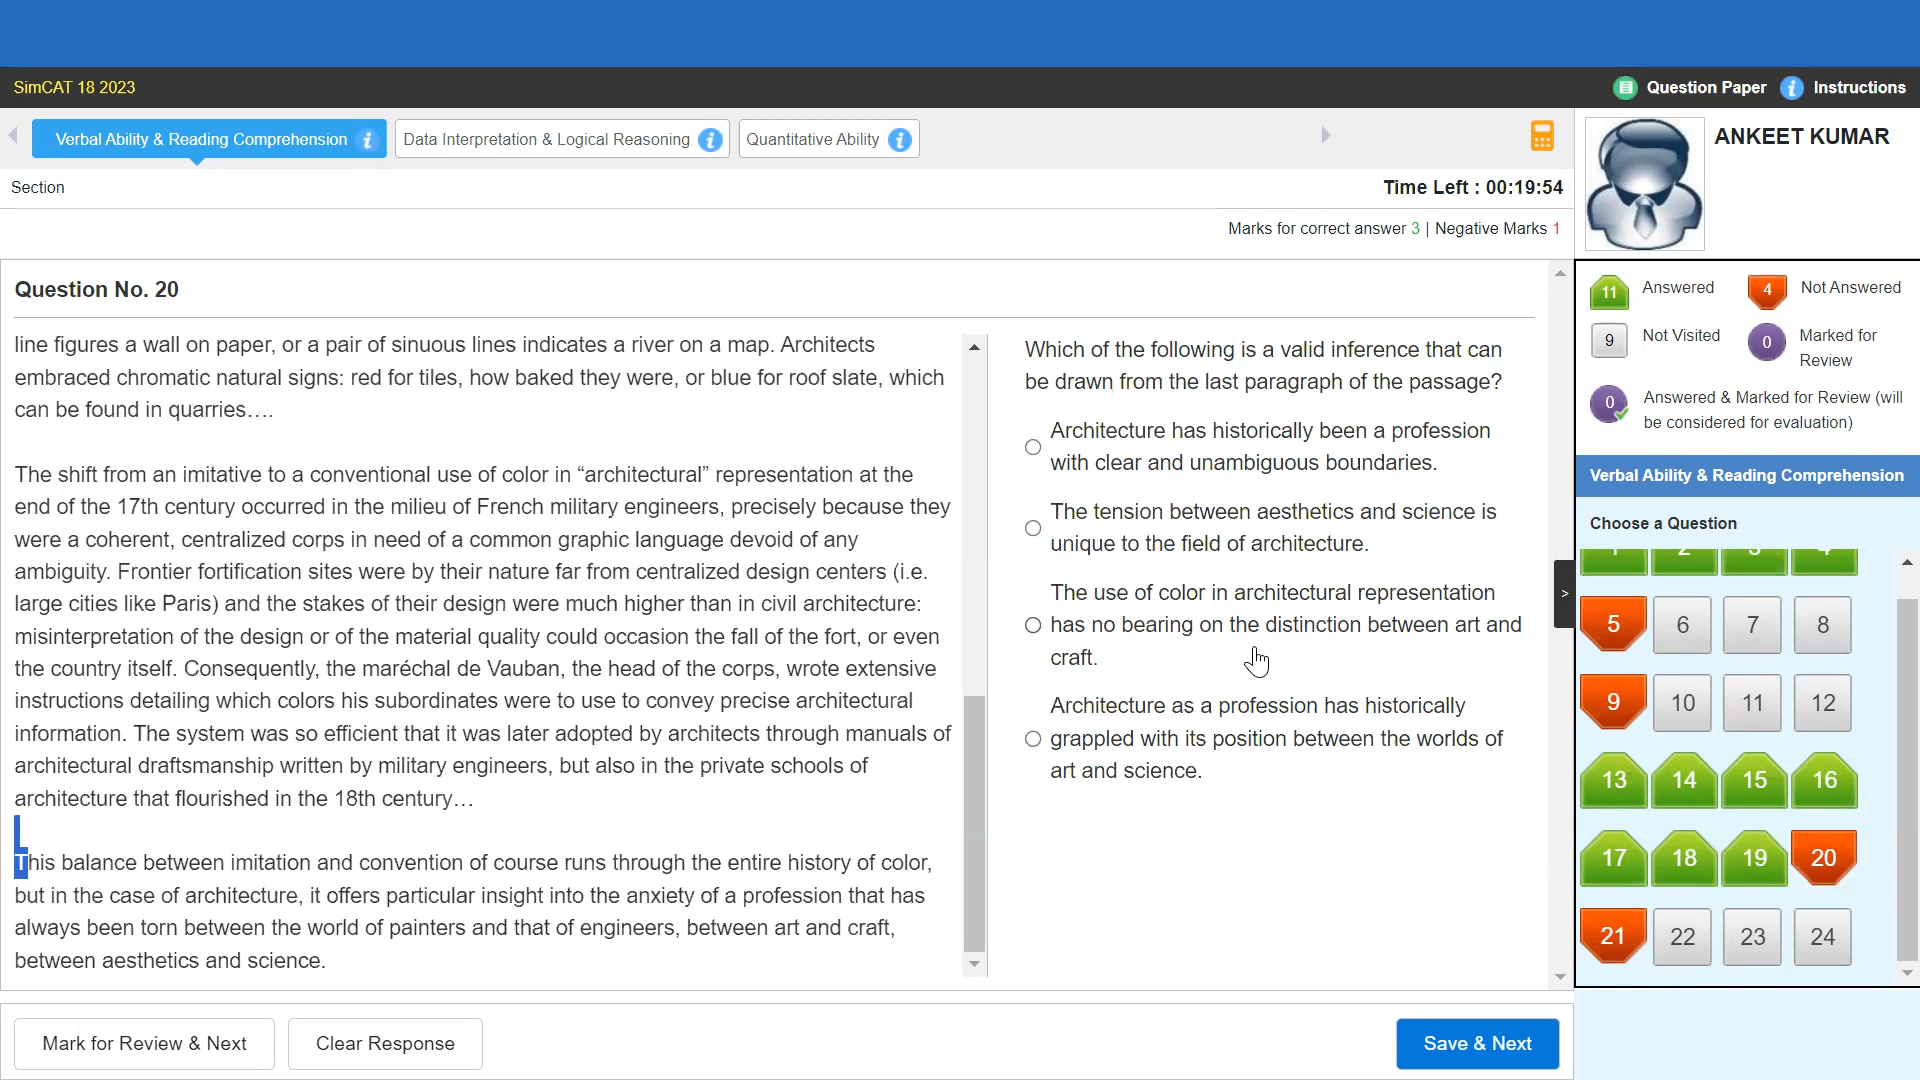 SimCAT 18 2023
Question Paper
Instructions
Verbal Ability & Reading Comprehension i
Data Interpretation & Logical Reasoning i
Quantitative Ability i
ANKEET KUMAR
Section
Time Left : 00:19:54
Marks for correct answer 3 | Negative Marks 1
Question No. 20
line figures a wall on paper, or a pair of sinuous lines indicates a river on a map. Architects
embraced chromatic natural signs: red for tiles, how baked they were, or blue for roof slate, which
can be found in quarries….
The shift from an imitative to a conventional use of color in “architectural” representation at the
end of the 17th century occurred in the milieu of French military engineers, precisely because they
were a coherent, centralized corps in need of a common graphic language devoid of any
ambiguity. Frontier fortification sites were by their nature far from centralized design centers (i.e.
large cities like Paris) and the stakes of their design were much higher than in civil architecture:
misinterpretation of the design or of the material quality could occasion the fall of the fort, or even
the country itself. Consequently, the maréchal de Vauban, the head of the corps, wrote extensive
instructions detailing which colors his subordinates were to use to convey precise architectural
information. The system was so efficient that it was later adopted by architects through manuals of
architectural draftsmanship written by military engineers, but also in the private schools of
architecture that flourished in the 18th century…
This balance between imitation and convention of course runs through the entire history of color,
but in the case of architecture, it offers particular insight into the anxiety of a profession that has
always been torn between the world of painters and that of engineers, between art and craft,
between aesthetics and science.
Which of the following is a valid inference that can
be drawn from the last paragraph of the passage?
Architecture has historically been a profession
with clear and unambiguous boundaries.
The tension between aesthetics and science is
unique to the field of architecture.
The use of color in architectural representation
has no bearing on the distinction between art and
craft.
Architecture as a profession has historically
grappled with its position between the worlds of
art and science.
>
11 Answered
4 Not Answered
9 Not Visited
0 Marked for
Review
0 Answered & Marked for Review (will
be considered for evaluation)
Verbal Ability & Reading Comprehension
Choose a Question
1 2 3 4
5 6 7 8
9 10 11 12
13 14 15 16
17 18 19 20
21 22 23 24
Mark for Review & Next
Clear Response
Save & Next